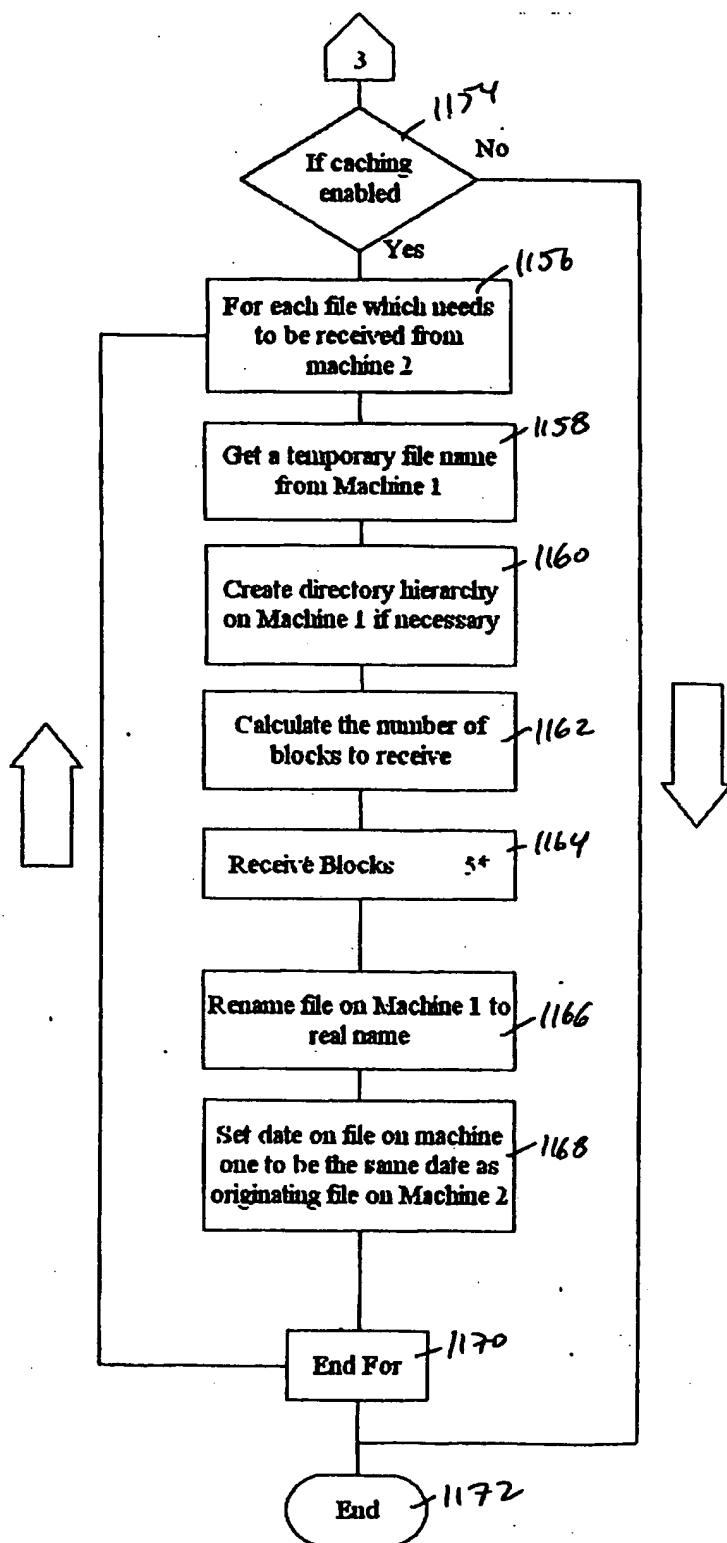 3
1154
No
If caching
enabled
Yes
1156
For each file which needs
to be received from
machine 2
1158
Get a temporary file name
from Machine 1
1160
Create directory hierarchy
on Machine 1 if necessary
Calculate the number of
blocks to receive
1162
Receive Blocks 5*
1164
Rename file on Machine 1 to
real name
1166
Set date on file on machine
one to be the same date as
originating file on Machine 2
1168
End For
1170
End
1172